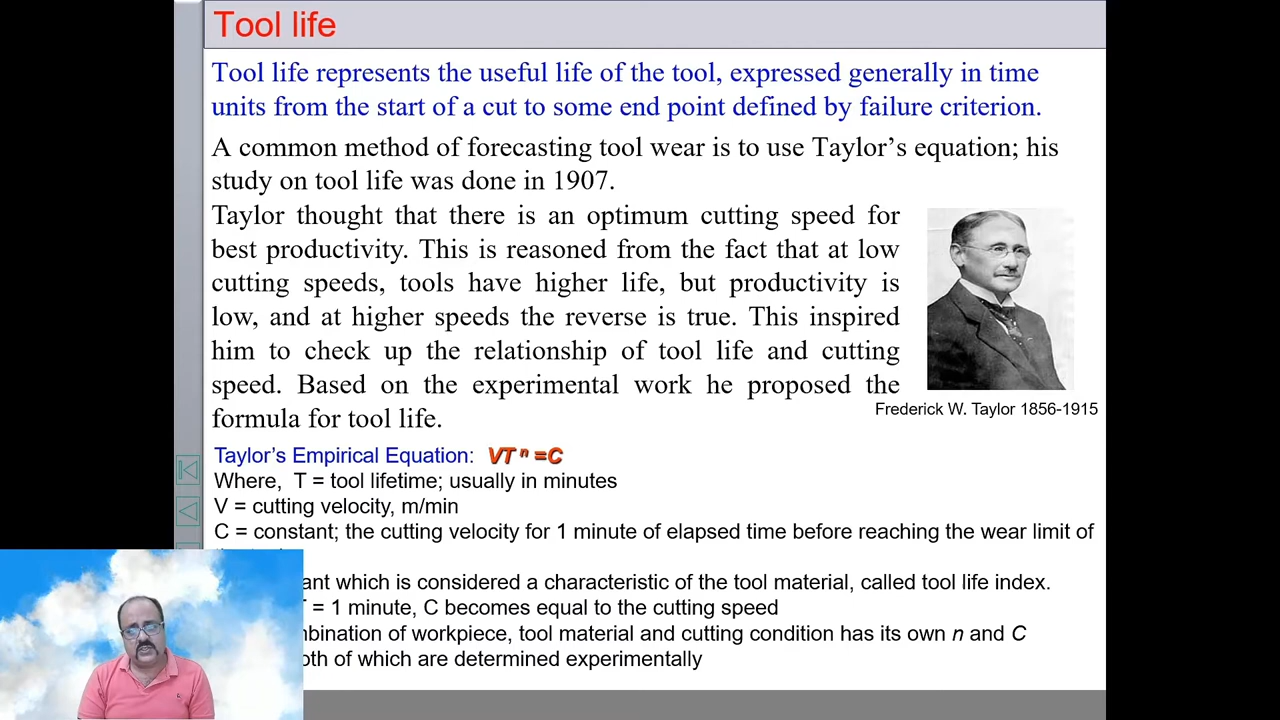 Tool life
Tool life represents the useful life of the tool, expressed generally in time
units from the start of a cut to some end point defined by failure criterion.
A common method of forecasting tool wear is to use Taylor's equation; his
study on tool life was done in 1907.
Taylor thought that there is an optimum cutting speed for
best productivity. This is reasoned from the fact that at low
cutting speeds, tools have higher life, but productivity is
low, and at higher speeds the reverse is true. This inspired
him to check up the relationship of tool life and cutting
speed. Based on the experimental work he proposed the
formula for tool life.
Frederick W. Taylor 1856-1915
Taylor's Empirical Equation: VT ⁿ =C
Where, T = tool lifetime; usually in minutes
V = cutting velocity, m/min
C = constant; the cutting velocity for 1 minute of elapsed time before reaching the wear limit of
which is considered a characteristic of the tool material, called tool life index.
= 1 minute, C becomes equal to the cutting speed
of workpiece, tool material and cutting condition has its own n and C
of which are determined experimentally